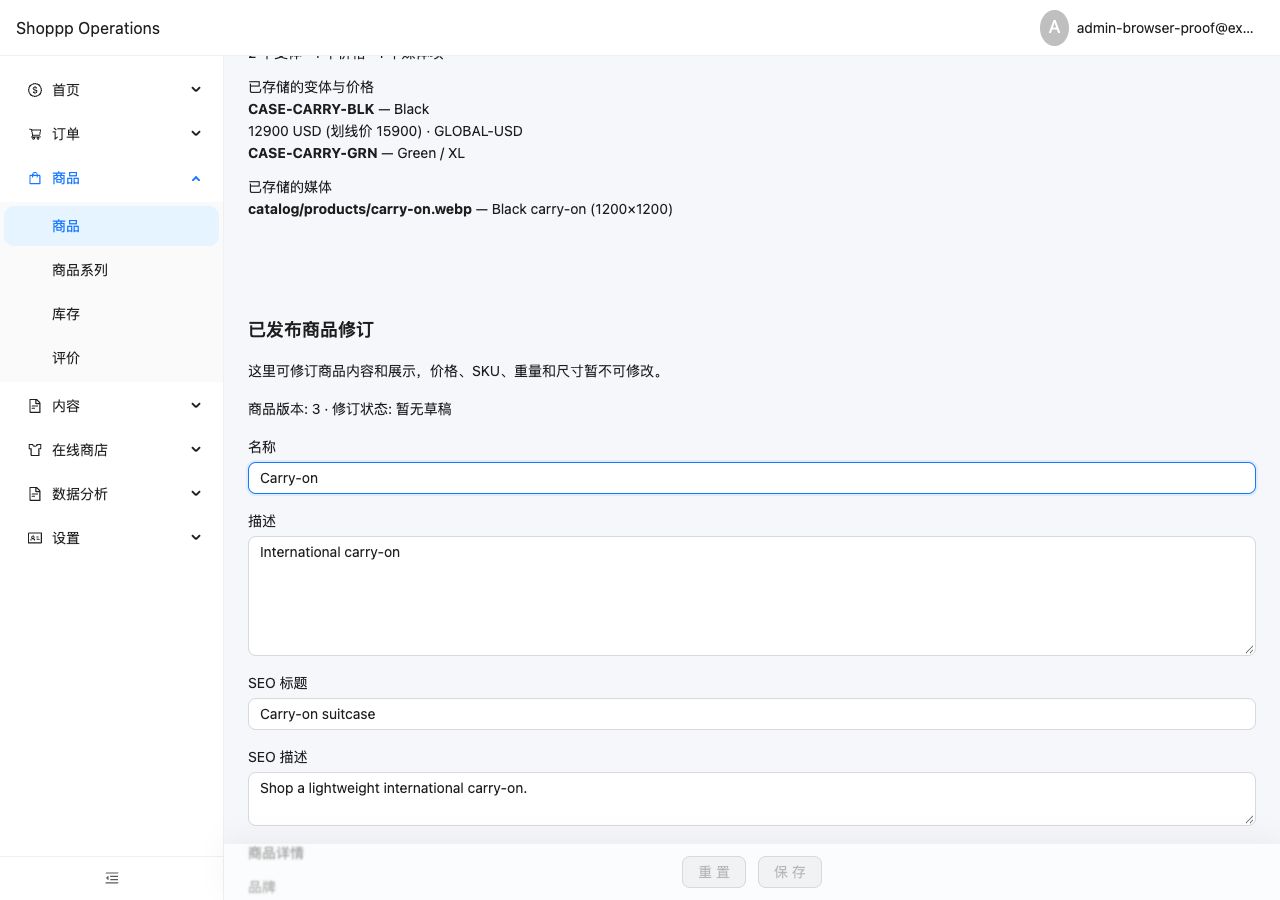 Shoppp Operations
A
admin-browser-proof@ex...
首页
订单
商品
商品
商品系列
库存
评价
内容
在线商店
数据分析
设置
已存储的变体与价格
CASE-CARRY-BLK — Black
12900 USD (划线价 15900) · GLOBAL-USD
CASE-CARRY-GRN — Green / XL
已存储的媒体
catalog/products/carry-on.webp — Black carry-on (1200×1200)
已发布商品修订
这里可修订商品内容和展示，价格、SKU、重量和尺寸暂不可修改。
商品版本: 3 · 修订状态: 暂无草稿
名称
Carry-on
描述
International carry-on
SEO 标题
Carry-on suitcase
SEO 描述
Shop a lightweight international carry-on.
商品详情
品牌
重 置
保 存